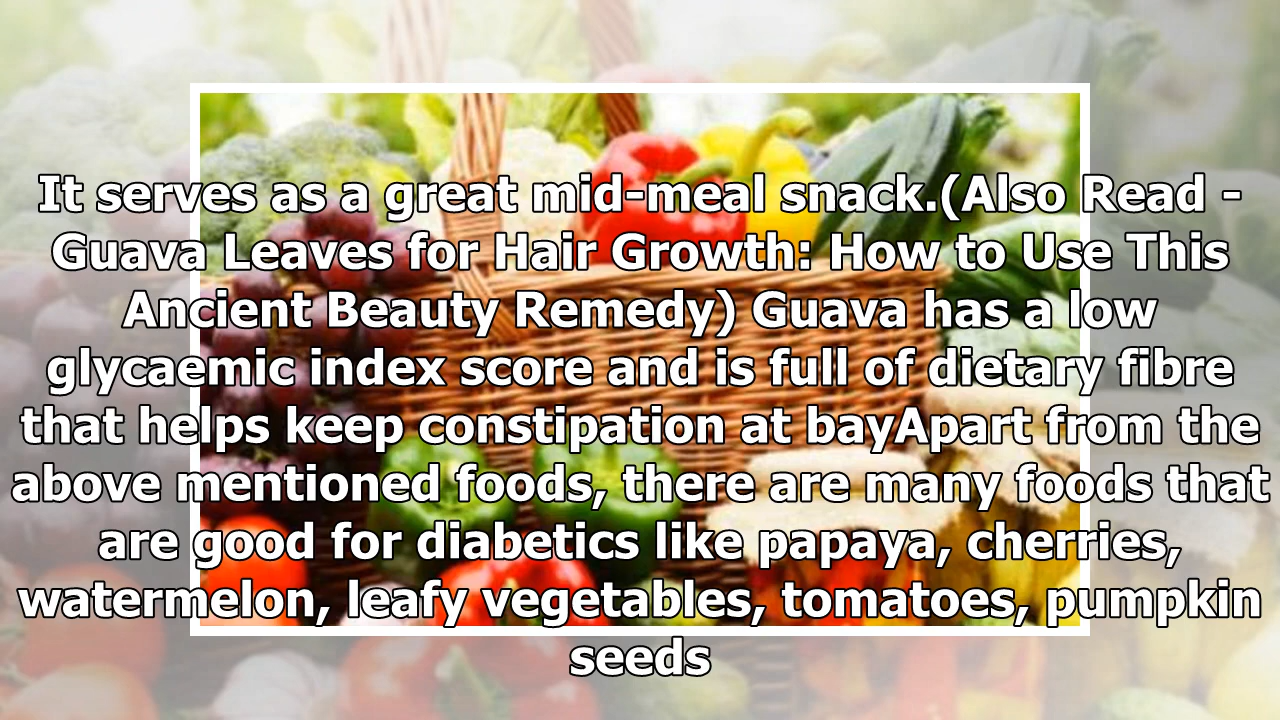 It serves as a great mid-meal snack.(Also Read -
Guava Leaves for Hair Growth: How to Use This
Ancient Beauty Remedy) Guava has a low
glycaemic index score and is full of dietary fibre
that helps keep constipation at bayApart from the
above mentioned foods, there are many foods that
are good for diabetics like papaya, cherries,
watermelon, leafy vegetables, tomatoes, pumpkin
seeds